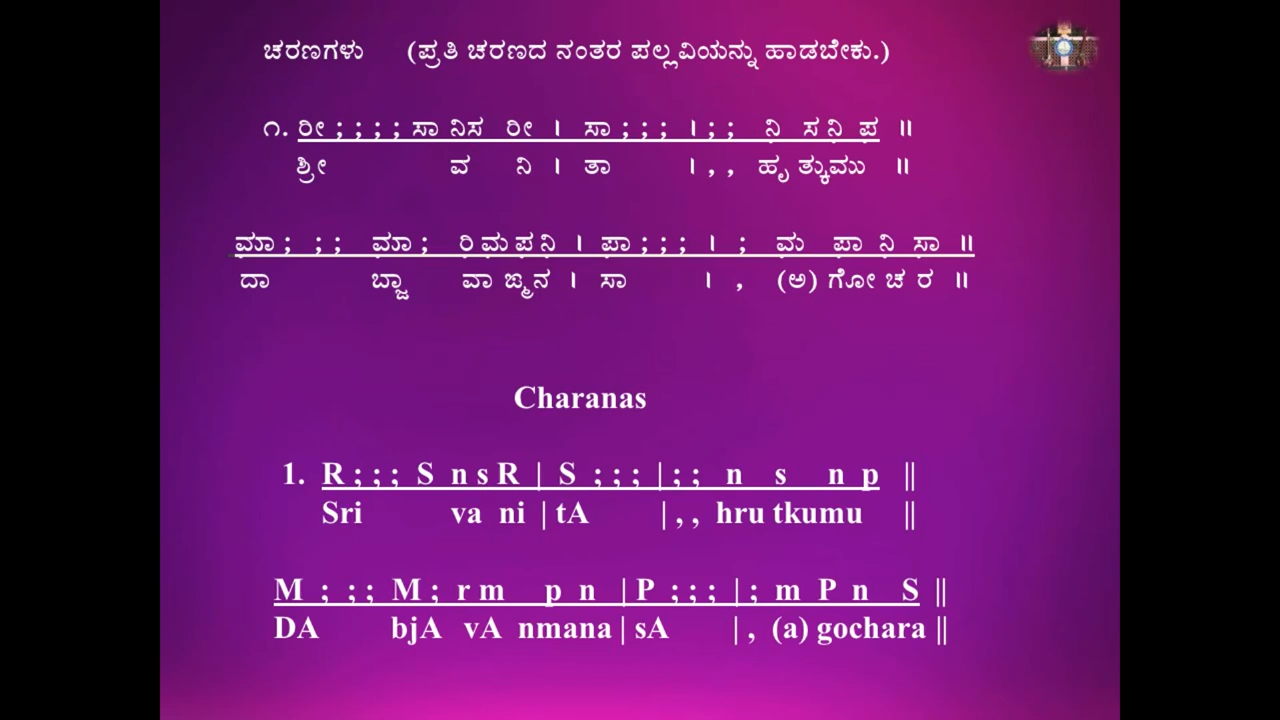 ಚರಣಗಳು (ಪ್ರತಿ ಚರಣದ ನಂತರ ಪಲ್ಲವಿಯನ್ನು ಹಾಡಬೇಕು.)
೧. ರೀ ; ; ; ; ಸಾ ನಿಸ ರೀ । ಸಾ ; ; ; । ; ; ನಿ ಸ ನಿ ಪ ॥
ಶ್ರೀ ವ ನಿ । ತಾ । , , ಹೃ ತ್ಕುಮು ॥
ಮಾ ; ; ; ಮಾ ; ರಿ ಮ ಪ ನಿ । ಪಾ ; ; ; । ; ಮ ಪಾ ನಿ ಸಾ ॥
ದಾ ಬ್ಜಾ ವಾ ಙ್ಮನ । ಸಾ । , (ಅ) ಗೋ ಚ ರ ॥
Charanas
1. R ; ; ; S n s R | S ; ; ; | ; ; n s n p ||
Sri va ni | tA | , , hru tkumu ||
M ; ; ; M ; r m p n | P ; ; ; | ; m P n S ||
DA bjA vA nmana | sA | , (a) gochara ||